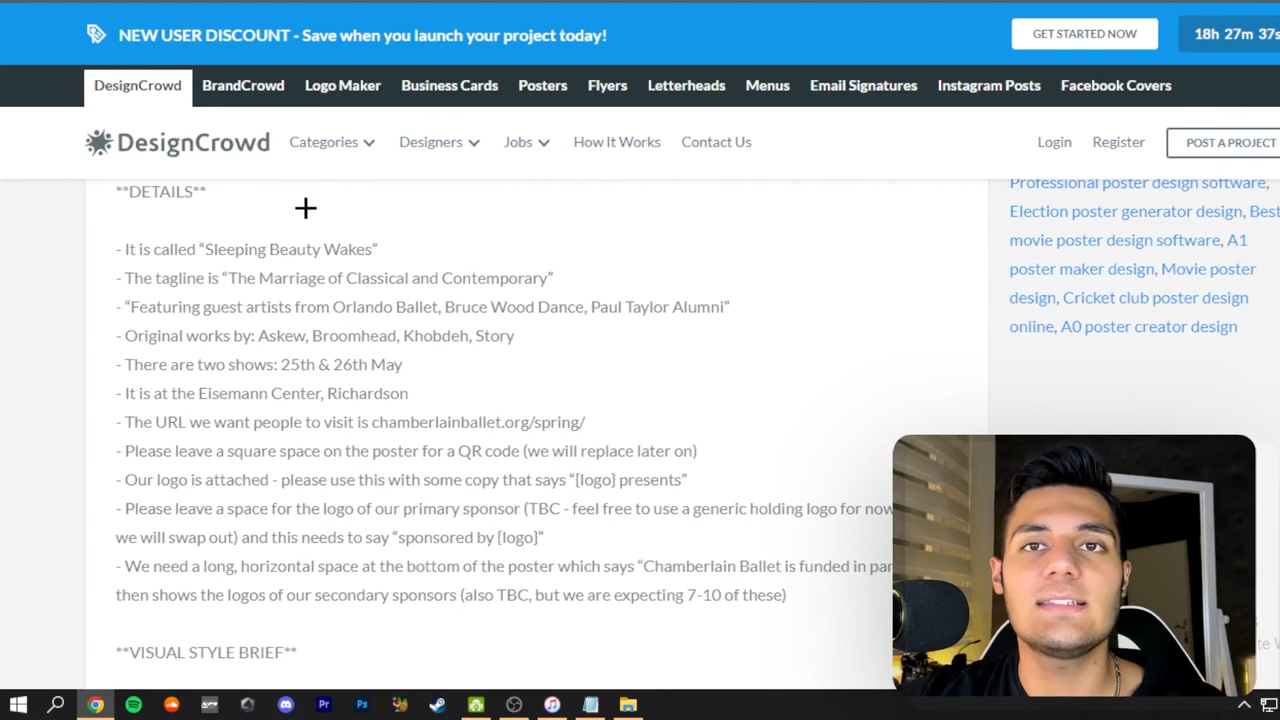 NEW USER DISCOUNT - Save when you launch your project today!
GET STARTED NOW
18h 27m 37s
DesignCrowd
BrandCrowd
Logo Maker
Business Cards
Posters
Flyers
Letterheads
Menus
Email Signatures
Instagram Posts
Facebook Covers
DesignCrowd
Categories
Designers
Jobs
How It Works
Contact Us
Login
Register
POST A PROJECT
**DETAILS**
- It is called “Sleeping Beauty Wakes”
- The tagline is “The Marriage of Classical and Contemporary”
- “Featuring guest artists from Orlando Ballet, Bruce Wood Dance, Paul Taylor Alumni”
- Original works by: Askew, Broomhead, Khobdeh, Story
- There are two shows: 25th & 26th May
- It is at the Eisemann Center, Richardson
- The URL we want people to visit is chamberlainballet.org/spring/
- Please leave a square space on the poster for a QR code (we will replace later on)
- Our logo is attached - please use this with some copy that says “{logo} presents”
- Please leave a space for the logo of our primary sponsor (TBC - feel free to use a generic holding logo for now
we will swap out) and this needs to say “sponsored by {logo}”
- We need a long, horizontal space at the bottom of the poster which says “Chamberlain Ballet is funded in par
then shows the logos of our secondary sponsors (also TBC, but we are expecting 7-10 of these)
**VISUAL STYLE BRIEF**
Professional poster design software,
Election poster generator design, Best
movie poster design software, A1
poster maker design, Movie poster
design, Cricket club poster design
online, A0 poster creator design
Pr
Ps